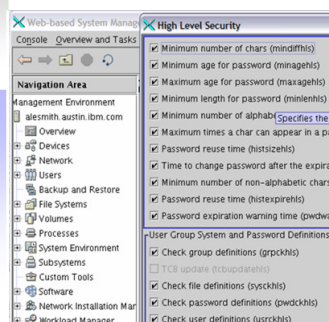 Web-based System Manag
Console Overview and Tasks
Navigation Area
Management Environment
alesmith.austin.ibm.com
Overview
Devices
Network
Users
Backup and Restore
File Systems
Volumes
Processes
System Environment
Subsystems
Custom Tools
Software
Network Installation Mar
Workload Manager
High Level Security
Minimum number of chars (mindiffhls)
Minimum age for password (minagehls)
Maximum age for password (maxagehls)
Minimum length for password (minlenhls)
Minimum number of alphab
Specifies the
Maximum times a char can appear in a pa
Password reuse time (histsizehls)
Time to change password after the expira
Minimum number of non-alphabetic chars
Password reuse time (histexpirehls)
Password expiration warning time (pwdwa
User Group System and Password Definitions
Check group definitions (grpckhls)
TCB update (tcbupdatehls)
Check file definitions (sysckhls)
Check password definitions (pwdckhls)
Check user definitions (usrckhls)